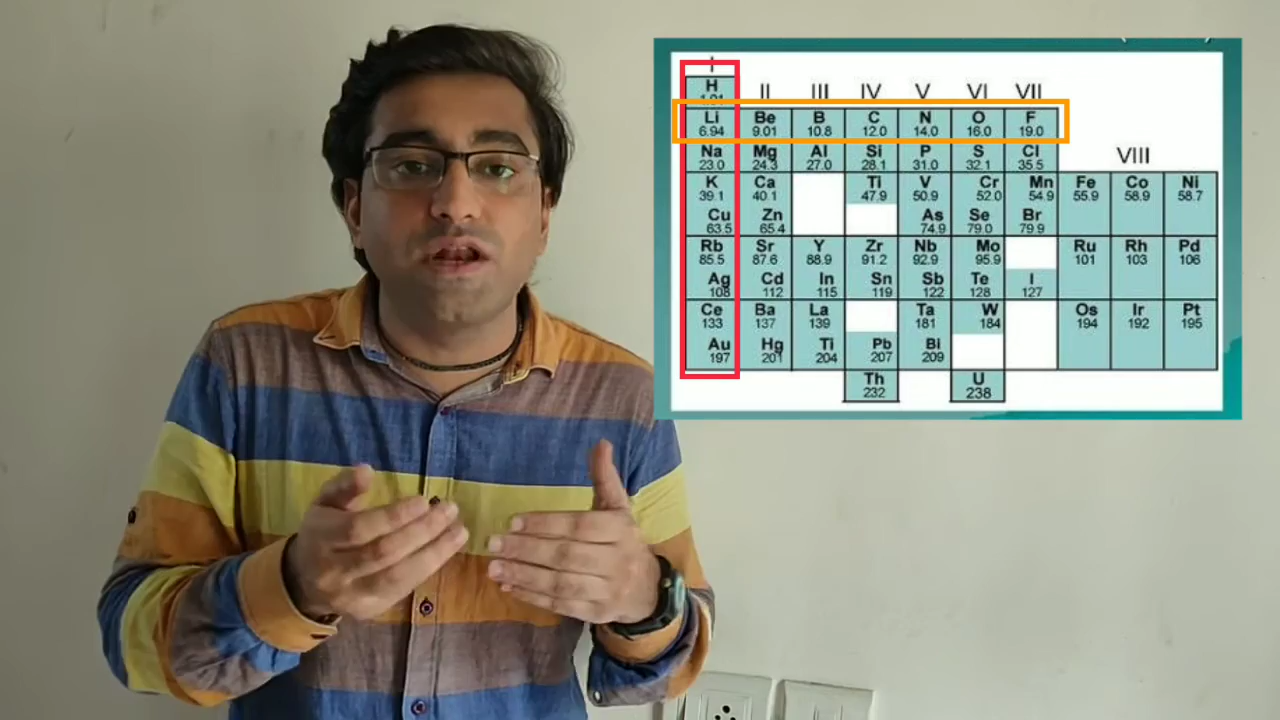 I
H II III IV V VI VII
1.01
Li Be B C N O F
6.94 9.01 10.8 12.0 14.0 16.0 19.0
Na Mg Al Si P S Cl VIII
23.0 24.3 27.0 28.1 31.0 32.1 35.5
K Ca Ti V Cr Mn Fe Co Ni
39.1 40.1 47.9 50.9 52.0 54.9 55.9 58.9 58.7
Cu Zn As Se Br
63.5 65.4 74.9 79.0 79.9
Rb Sr Y Zr Nb Mo Ru Rh Pd
85.5 87.6 88.9 91.2 92.9 95.9 101 103 106
Ag Cd In Sn Sb Te I
108 112 115 119 122 128 127
Ce Ba La Ta W Os Ir Pt
133 137 139 181 184 194 192 195
Au Hg Ti Pb Bi
197 201 204 207 209
Th U
232 238